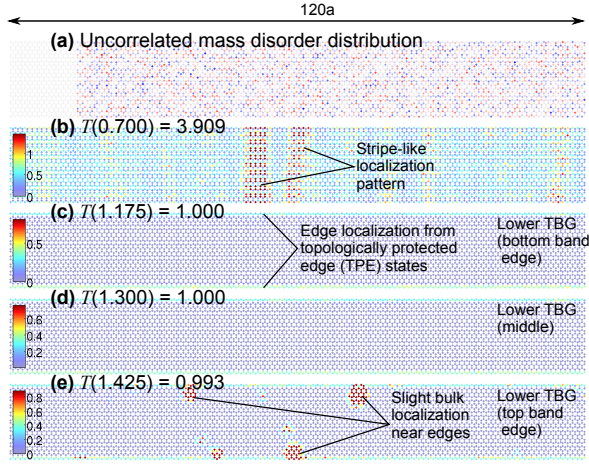 120a
(a) Uncorrelated mass disorder distribution
(b) T(0.700) = 3.909
1
0.5
0
Stripe-like
localization
pattern
(c) T(1.175) = 1.000
0.5
0
Edge localization from
topologically protected
edge (TPE) states
Lower TBG
(bottom band
edge)
(d) T(1.300) = 1.000
0.6
0.4
0.2
Lower TBG
(middle)
(e) T(1.425) = 0.993
0.8
0.6
0.4
0.2
0
Slight bulk
localization
near edges
Lower TBG
(top band
edge)